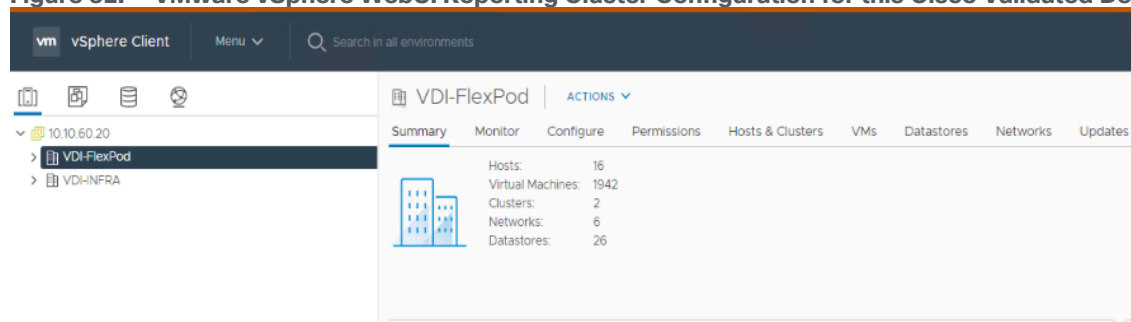 vm vSphere Client Menu Search in all environments
VDI-FlexPod ACTIONS
10.10.60.20
VDI-FlexPod
VDI-INFRA
Summary Monitor Configure Permissions Hosts & Clusters VMs Datastores Networks Updates
Hosts: 16
Virtual Machines: 1942
Clusters: 2
Networks: 6
Datastores: 26